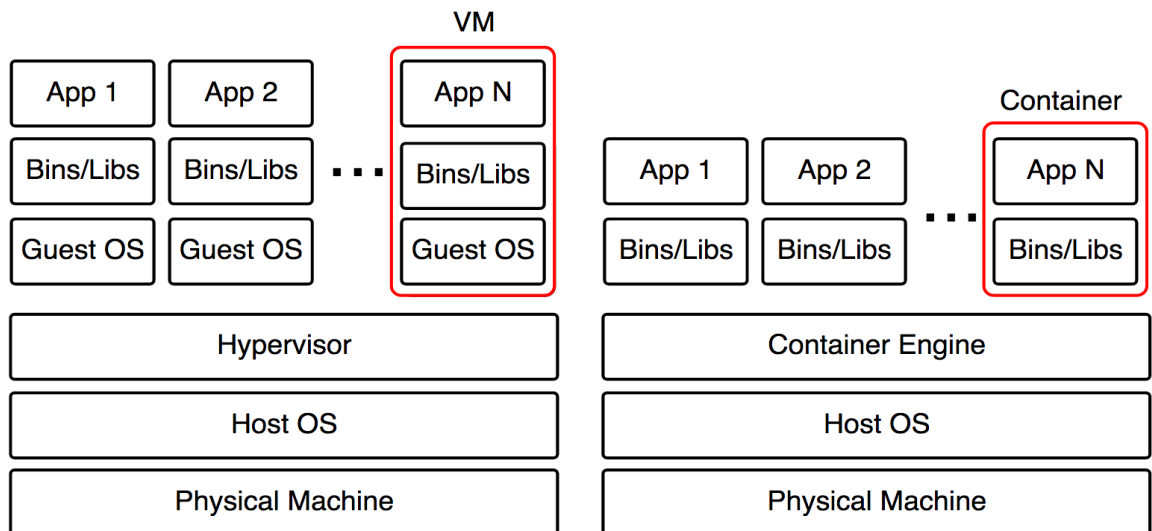 VM
App 1
App 2
App N
Bins/Libs
Bins/Libs
...
Bins/Libs
Guest OS
Guest OS
Guest OS
Hypervisor
Host OS
Physical Machine
Container
App 1
App 2
App N
...
Bins/Libs
Bins/Libs
Bins/Libs
Container Engine
Host OS
Physical Machine